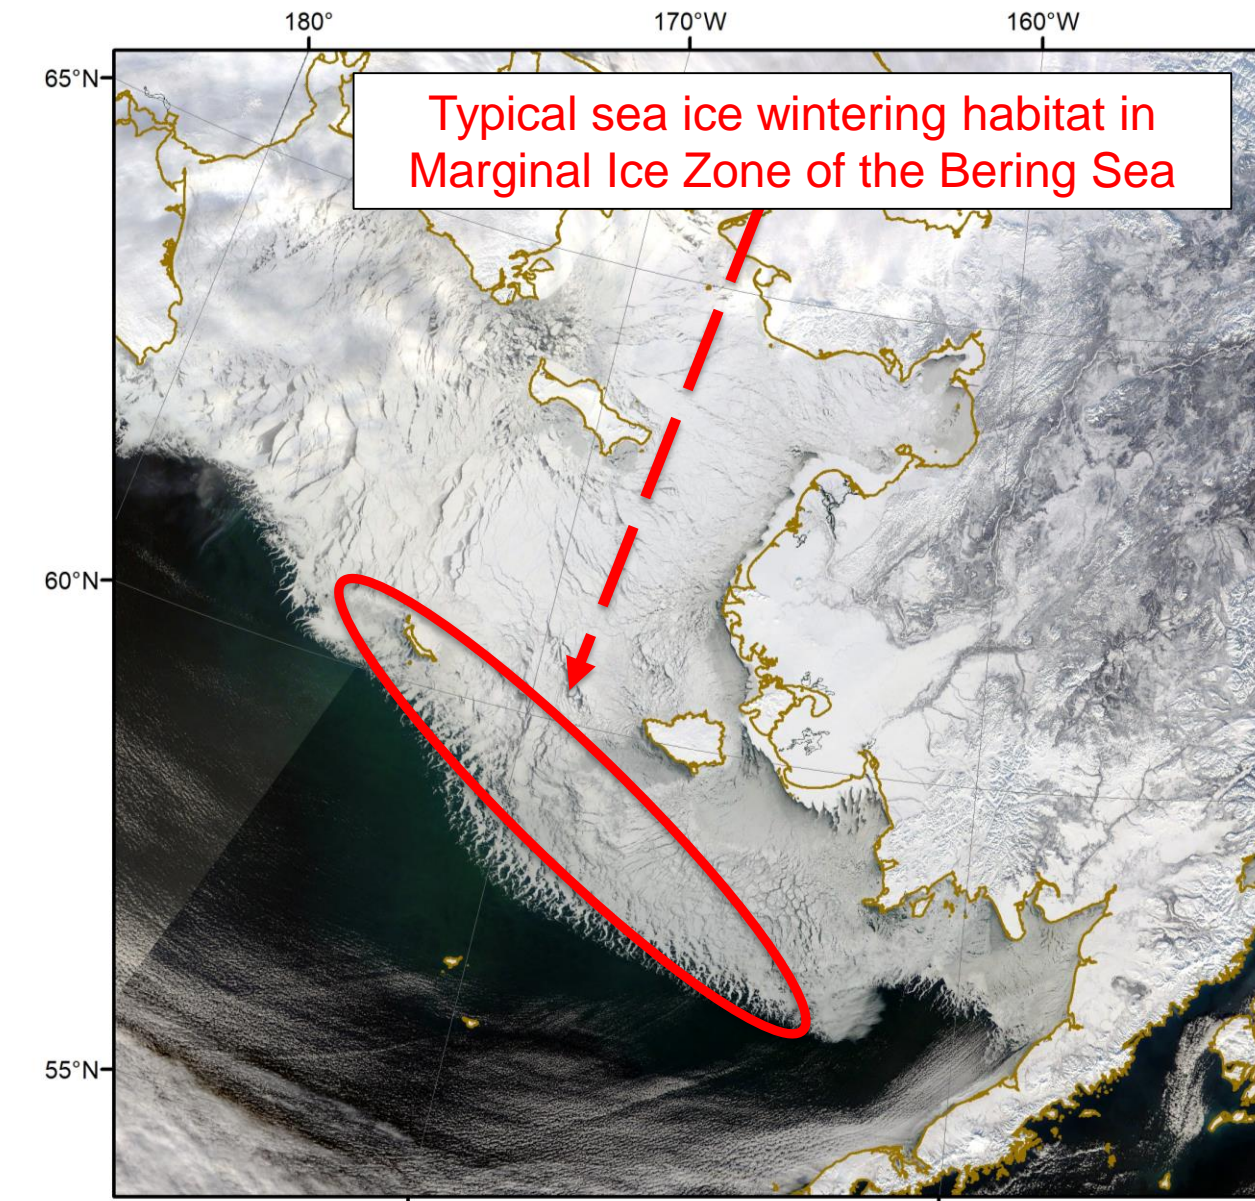 180°
170°W
160°W
65°N
Typical sea ice wintering habitat in
Marginal Ice Zone of the Bering Sea
60°N
55°N